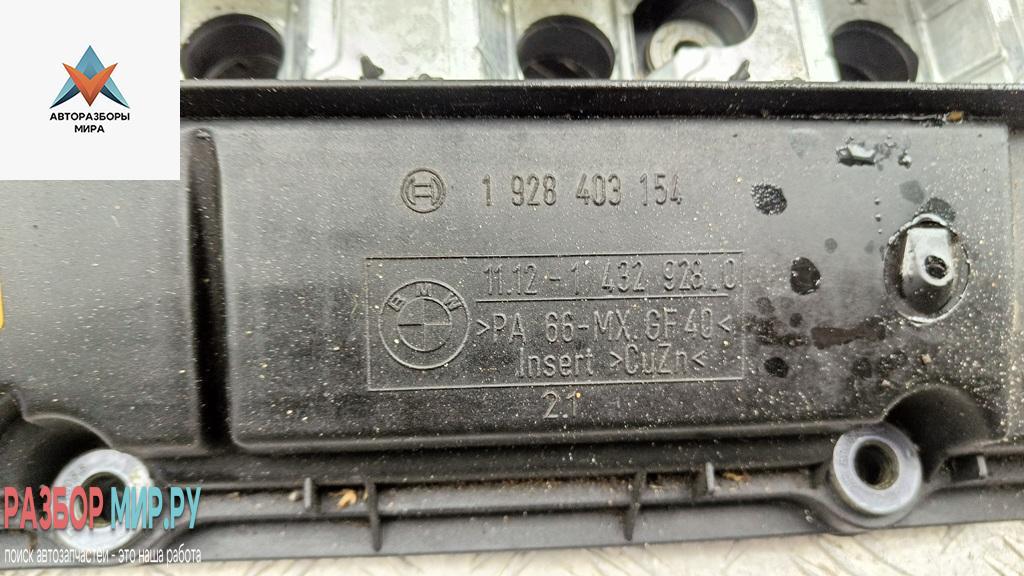 АВТОРАЗБОРЫ
МИРА
1 928 403 154
BMW
11.12-1 432 928.0
>PA 66-MX.GF40<
Insert >CuZn<
2.1
РАЗБОР МИР.РУ
поиск автозапчастей - это наша работа